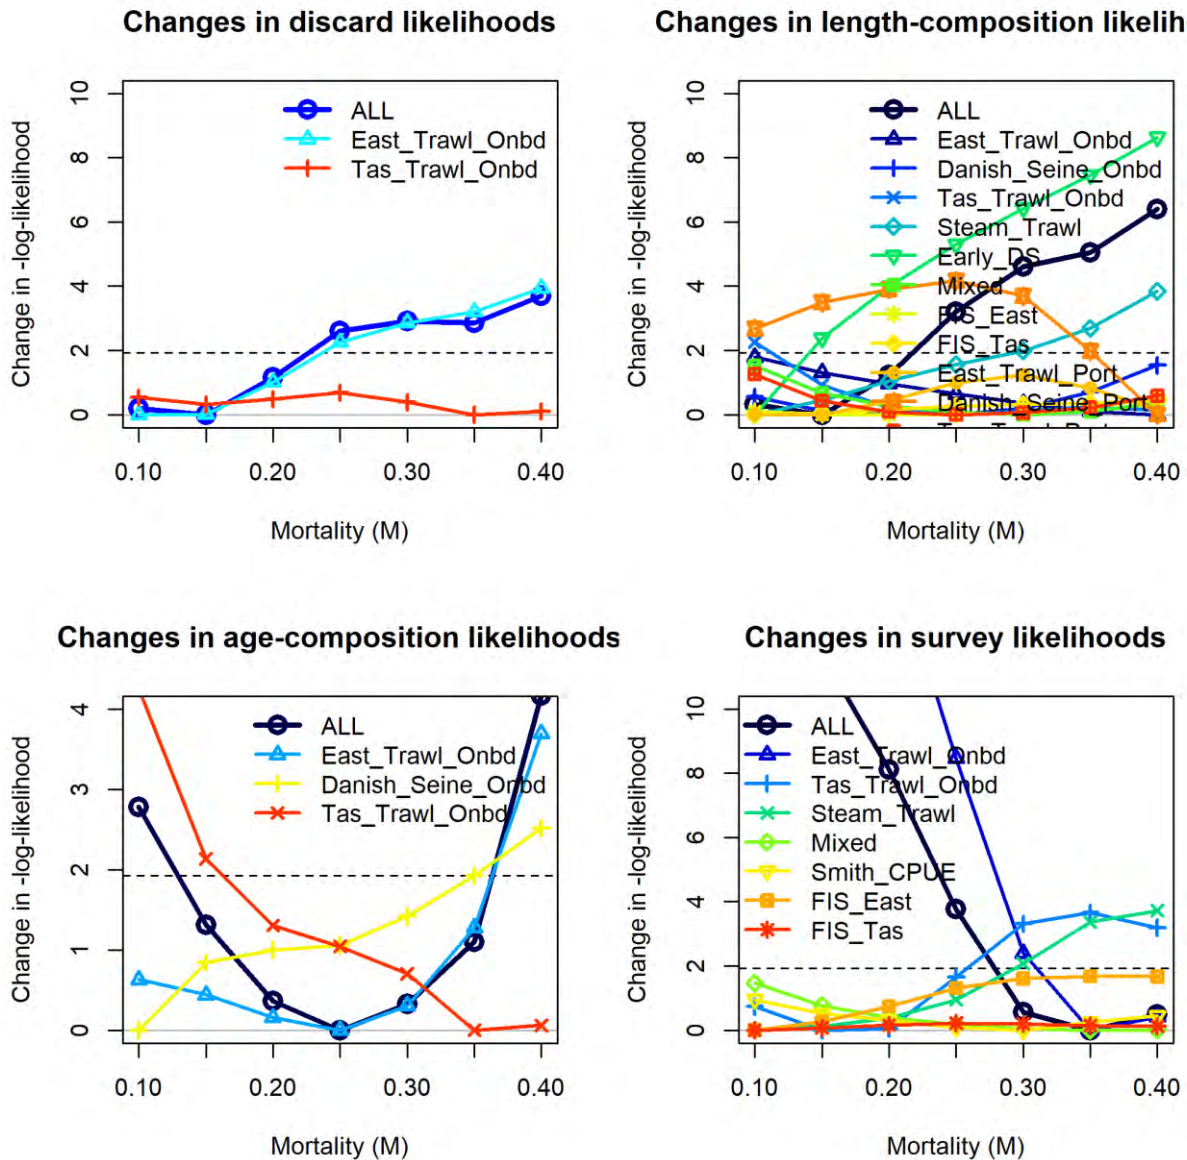 Changes in discard likelihoods
Change in -log-likelihood
10
8
6
4
2
0
ALL
East_Trawl_Onbd
Tas_Trawl_Onbd
0.10
0.20
0.30
0.40
Mortality (M)
Changes in length-composition likelih
Change in -log-likelihood
10
8
6
4
2
0
ALL
East_Trawl_Onbd
Danish_Seine_Onbd
Tas_Trawl_Onbd
Steam_Trawl
Early_DS
Mixed
FIS_East
FIS_Tas
East_Trawl_Port
Danish_Seine_Port
0.10
0.20
0.30
0.40
Mortality (M)
Changes in age-composition likelihoods
Change in -log-likelihood
4
3
2
1
0
ALL
East_Trawl_Onbd
Danish_Seine_Onbd
Tas_Trawl_Onbd
0.10
0.20
0.30
0.40
Mortality (M)
Changes in survey likelihoods
Change in -log-likelihood
10
8
6
4
2
0
ALL
East_Trawl_Onbd
Tas_Trawl_Onbd
Steam_Trawl
Mixed
Smith_CPUE
FIS_East
FIS_Tas
0.10
0.20
0.30
0.40
Mortality (M)